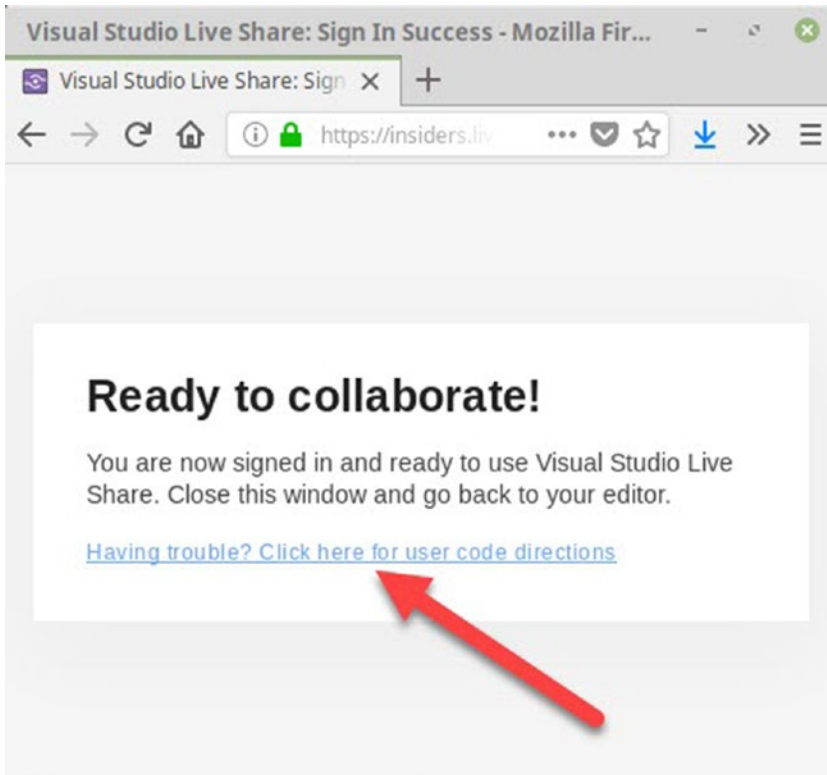 Visual Studio Live Share: Sign In Success - Mozilla Fir...
Visual Studio Live Share: Sign
https://insiders.liv
Ready to collaborate!
You are now signed in and ready to use Visual Studio Live
Share. Close this window and go back to your editor.
Having trouble? Click here for user code directions